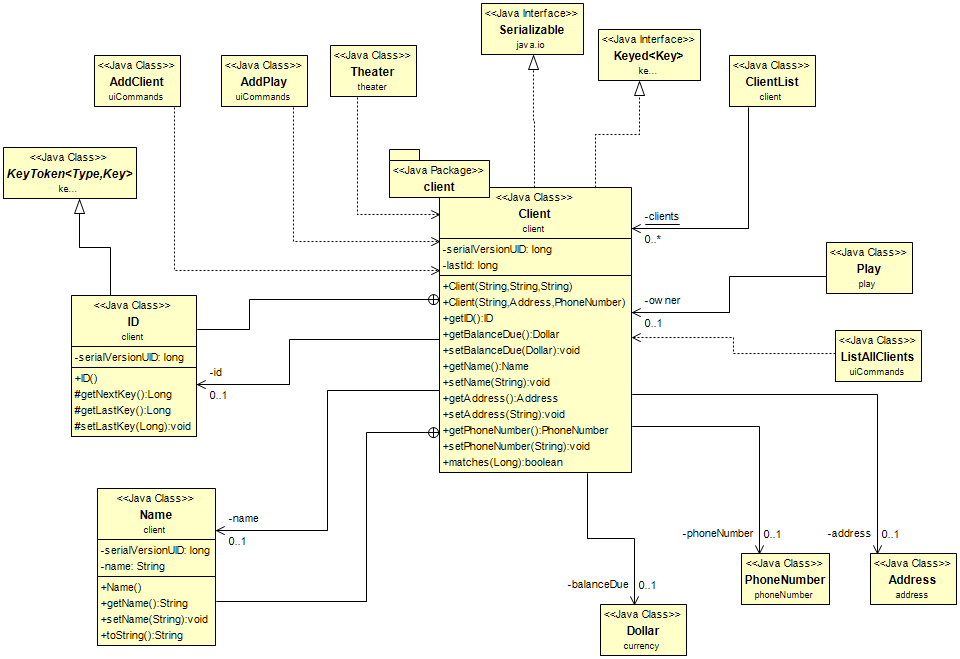 <<Java Interface>>
Serializable
java.io
<<Java Interface>>
Keyed<Key>
ke...
<<Java Class>>
Theater
theater
<<Java Class>>
AddClient
uiCommands
<<Java Class>>
AddPlay
uiCommands
<<Java Class>>
ClientList
client
<<Java Class>>
KeyToken<Type,Key>
ke...
<<Java Package>>
client
<<Java Class>>
Client
client
-serialVersionUID: long
-lastId: long
+Client(String,String,String)
+Client(String,Address,PhoneNumber)
+getID():ID
+getBalanceDue():Dollar
+setBalanceDue(Dollar):void
+getName():Name
+setName(String):void
+getAddress():Address
+setAddress(String):void
+getPhoneNumber():PhoneNumber
+setPhoneNumber(String):void
+matches(Long):boolean
-clients
0..*
<<Java Class>>
Play
play
-owner
0..1
<<Java Class>>
ListAllClients
uiCommands
<<Java Class>>
ID
client
-serialVersionUID: long
+ID()
#getNextKey():Long
#getLastKey():Long
#setLastKey(Long):void
-id
0..1
<<Java Class>>
Name
client
-serialVersionUID: long
-name: String
+Name()
+getName():String
+setName(String):void
+toString():String
-name
0..1
-phoneNumber
0..1
-address
0..1
<<Java Class>>
PhoneNumber
phoneNumber
<<Java Class>>
Address
address
-balanceDue
0..1
<<Java Class>>
Dollar
currency